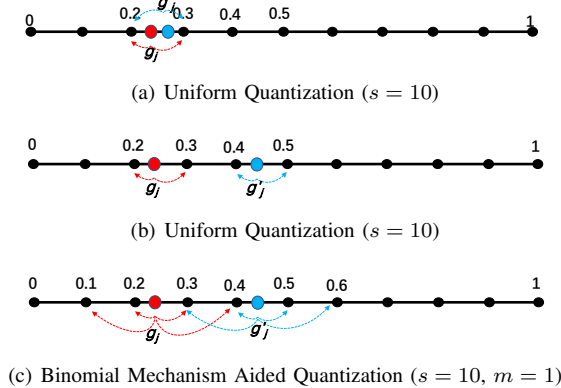 g'j
0 0.2 0.3 0.4 0.5 1
gj
(a) Uniform Quantization (s = 10)
0 0.2 0.3 0.4 0.5 1
gj g'j
(b) Uniform Quantization (s = 10)
0 0.1 0.2 0.3 0.4 0.5 0.6 1
gj g'j
(c) Binomial Mechanism Aided Quantization (s = 10, m = 1)